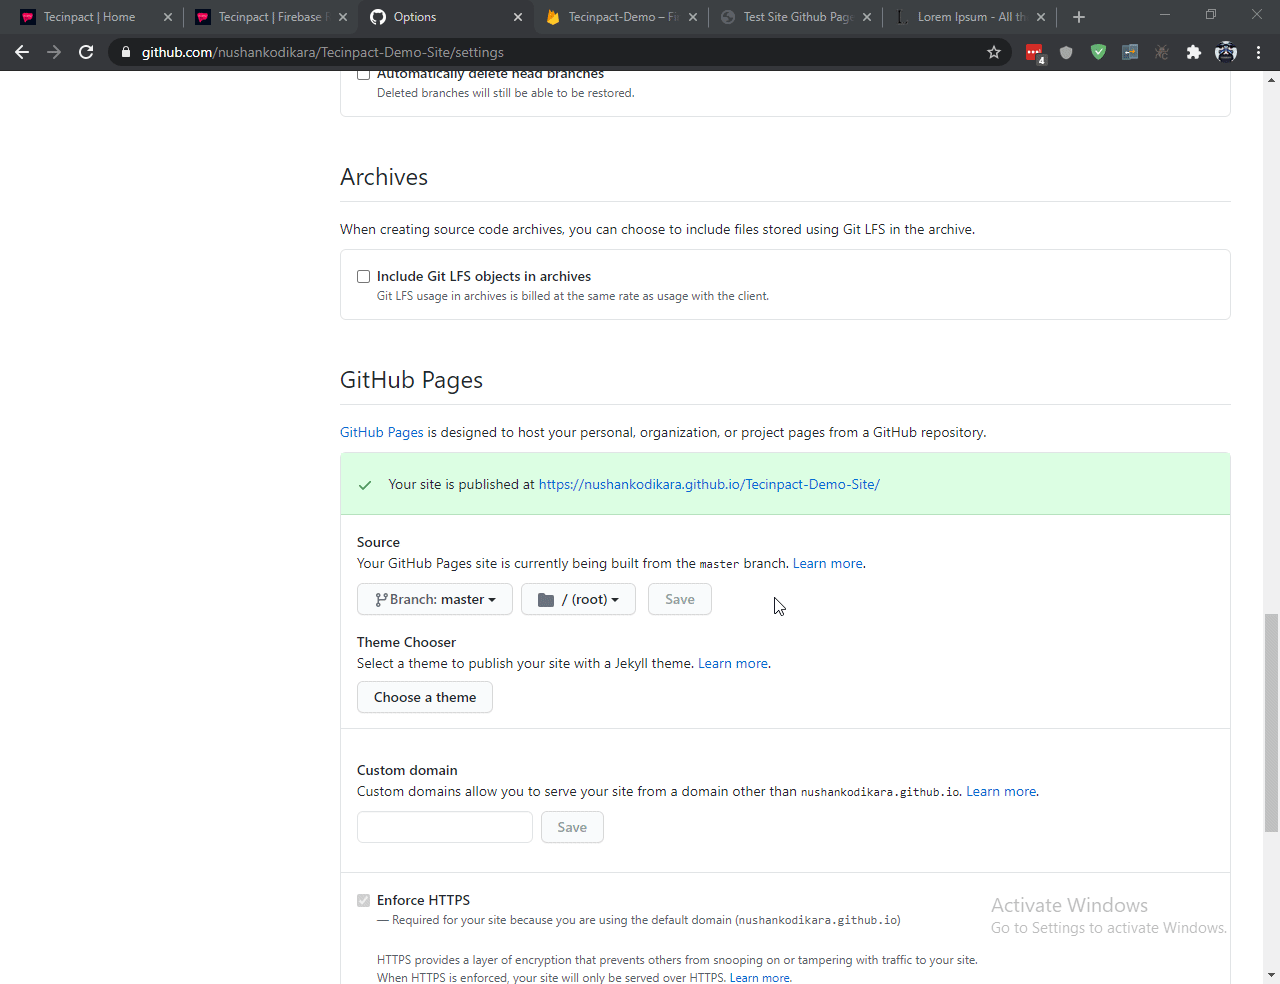 Tecinpact | Home
Tecinpact | Firebase
Options
Tecinpact-Demo – Fi
Test Site Github Page
Lorem Ipsum - All th
github.com/nushankodikara/Tecinpact-Demo-Site/settings
4
Automatically delete head branches
Deleted branches will still be able to be restored.
Archives
When creating source code archives, you can choose to include files stored using Git LFS in the archive.
Include Git LFS objects in archives
Git LFS usage in archives is billed at the same rate as usage with the client.
GitHub Pages
GitHub Pages is designed to host your personal, organization, or project pages from a GitHub repository.
Your site is published at https://nushankodikara.github.io/Tecinpact-Demo-Site/
Source
Your GitHub Pages site is currently being built from the master branch. Learn more.
Branch: master
/ (root)
Save
Theme Chooser
Select a theme to publish your site with a Jekyll theme. Learn more.
Choose a theme
Custom domain
Custom domains allow you to serve your site from a domain other than nushankodikara.github.io. Learn more.
Save
Enforce HTTPS
— Required for your site because you are using the default domain (nushankodikara.github.io)
Activate Windows
Go to Settings to activate Windows.
HTTPS provides a layer of encryption that prevents others from snooping on or tampering with traffic to your site.
When HTTPS is enforced, your site will only be served over HTTPS. Learn more.